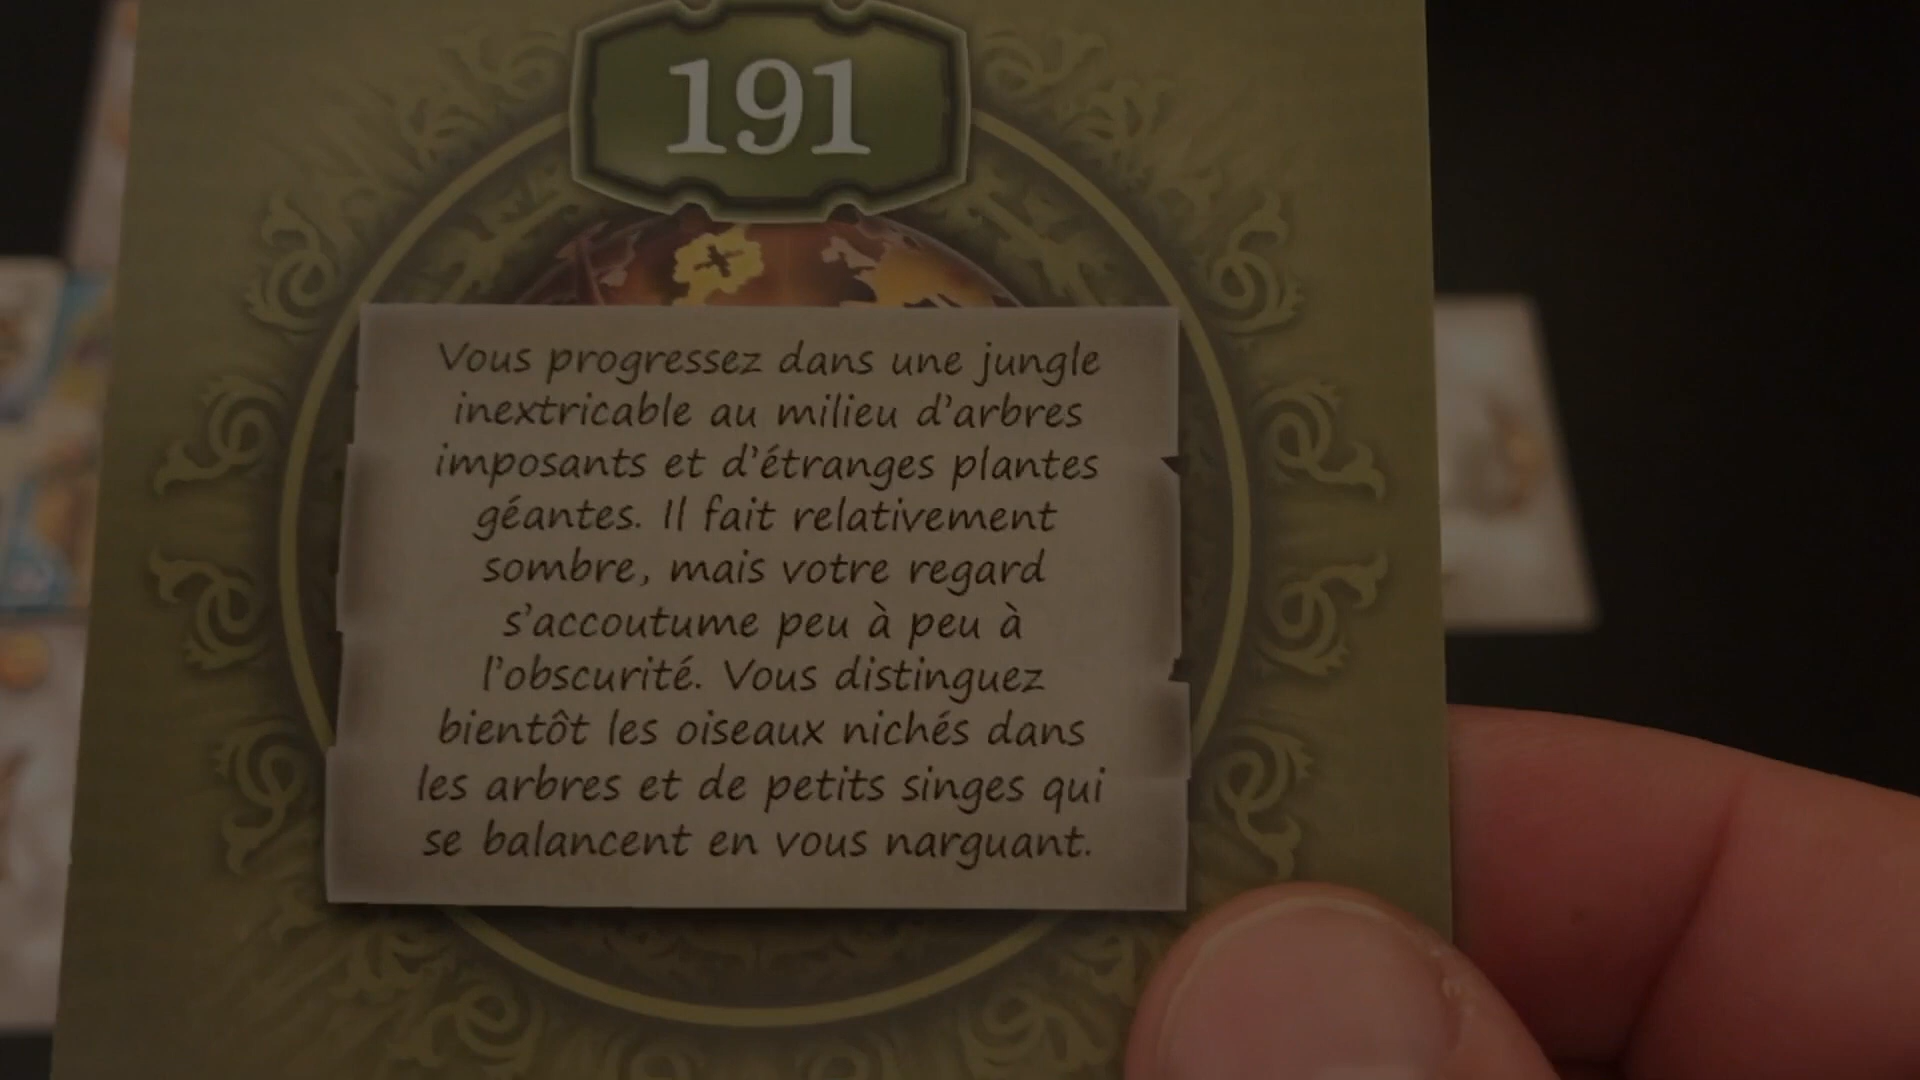 191
Vous progressez dans une jungle
inextricable au milieu d'arbres
imposants et d'étranges plantes
géantes. Il fait relativement
sombre, mais votre regard
s'accoutume peu à peu à
l'obscurité. Vous distinguez
bientôt les oiseaux nichés dans
les arbres et de petits singes qui
se balancent en vous narguant.